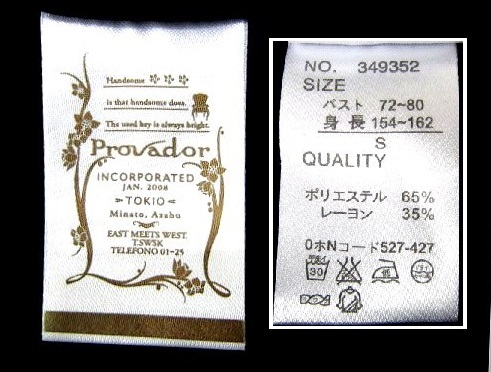 Handsome
is that handsome does.
The used key is always bright.
Provador
INCORPORATED
JAN. 2008
TOKIO
Minato, Azabu
EAST MEETS WEST.
T.SWSK
TELEFONO 01-25
NO. 349352
SIZE
バスト 72~80
身長 154~162
S
QUALITY
ポリエステル 65%
レーヨン 35%
0ホNコード527-427
30
低